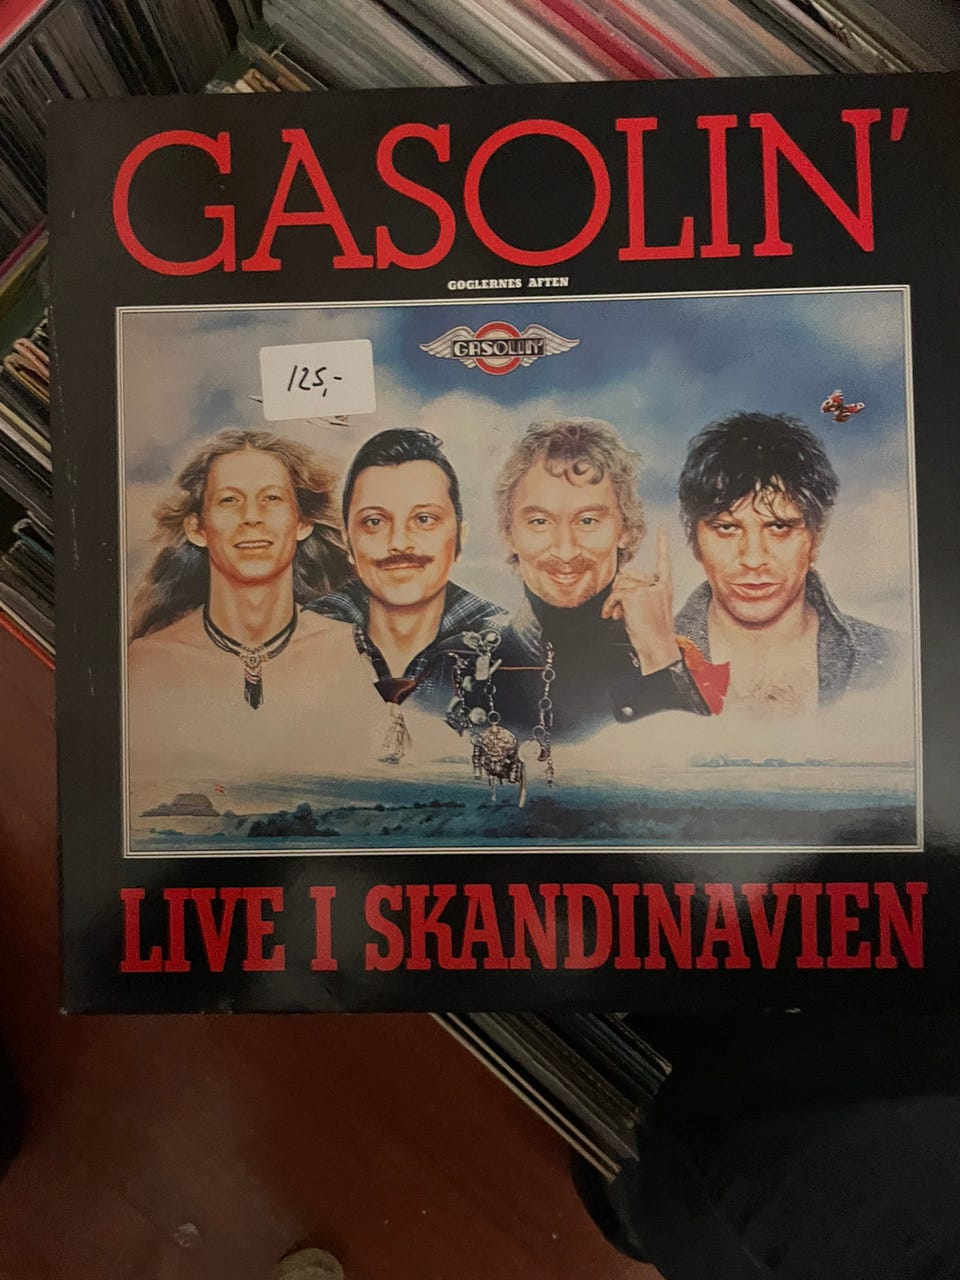 GASOLIN'
GØGLERNES AFTEN
GASOLIN'
125,-
LIVE I SKANDINAVIEN